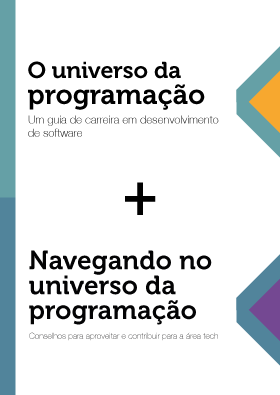 O universo da
programação
Um guia de carreira em desenvolvimento
de software
+
Navegando no
universo da
programação
Conselhos para aproveitar e contribuir para a área tech